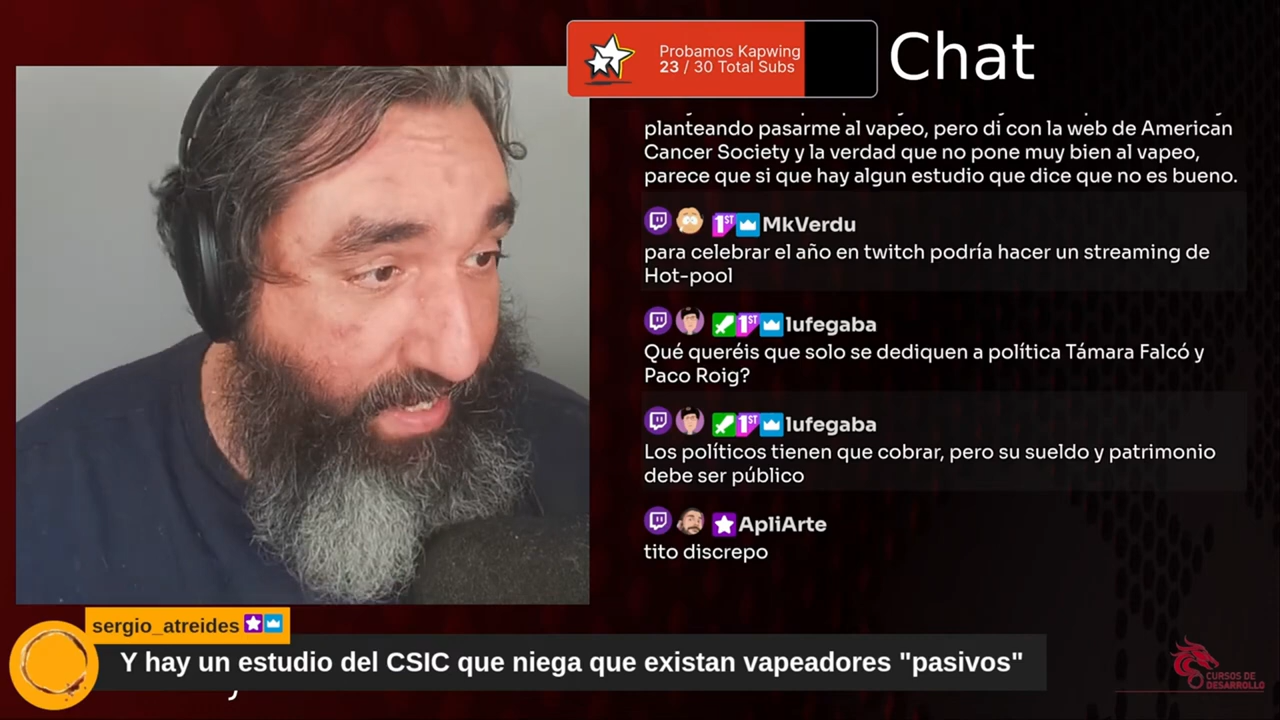 Probamos Kapwing
23 / 30 Total Subs
Chat
planteando pasarme al vapeo, pero di con la web de American
Cancer Society y la verdad que no pone muy bien al vapeo,
parece que si que hay algun estudio que dice que no es bueno.
1ST MkVerdu
para celebrar el año en twitch podría hacer un streaming de
Hot-pool
1ST lufegaba
Qué queréis que solo se dediquen a política Támara Falcó y
Paco Roig?
1ST lufegaba
Los políticos tienen que cobrar, pero su sueldo y patrimonio
debe ser público
ApliArte
tito discrepo
sergio_atreides
Y hay un estudio del CSIC que niega que existan vapeadores "pasivos"
CURSOS DE
DESARROLLO